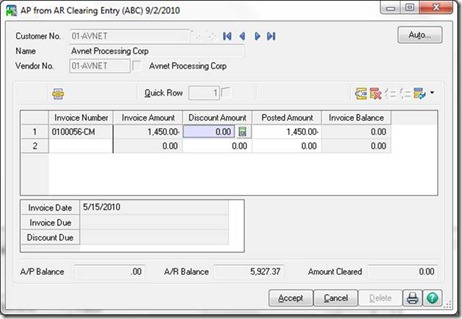 AP from AR Clearing Entry (ABC) 9/2/2010
Customer No. 01-AVNET Auto...
Name Avnet Processing Corp
Vendor No. 01-AVNET Avnet Processing Corp
Quick Row 1
Invoice Number Invoice Amount Discount Amount Posted Amount Invoice Balance
1 0100056-CM 1,450.00- 0.00 1,450.00- 0.00
2 0.00 0.00 0.00 0.00
Invoice Date 5/15/2010
Invoice Due
Discount Due
A/P Balance .00 A/R Balance 5,927.37 Amount Cleared 0.00
Accept Cancel Delete